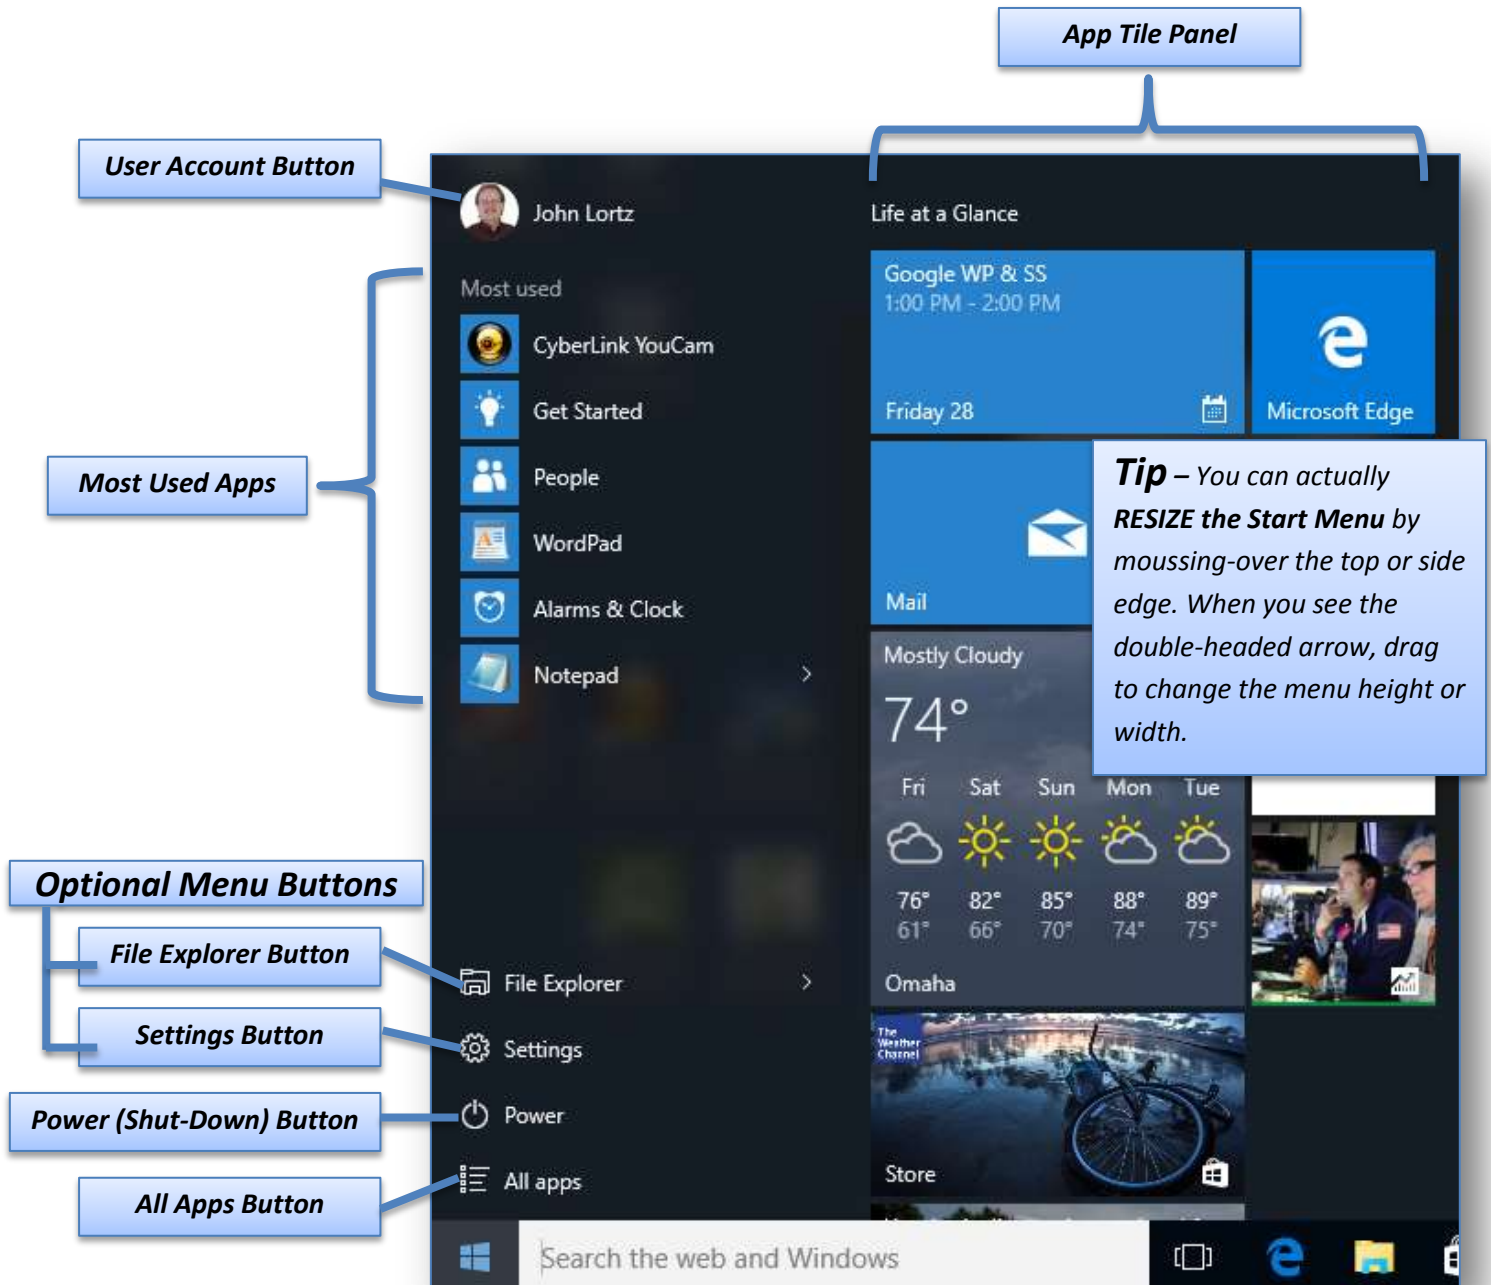 App Tile Panel
User Account Button
John Lortz
Life at a Glance
Most used
CyberLink YouCam
Get Started
People
WordPad
Alarms & Clock
Notepad
Most Used Apps
Google WP & SS
1:00 PM - 2:00 PM
Friday 28
Microsoft Edge
Mail
Tip – You can actually
RESIZE the Start Menu by
moussing-over the top or side
edge. When you see the
double-headed arrow, drag
to change the menu height or
width.
Mostly Cloudy
74°
Fri Sat Sun Mon Tue
76° 82° 85° 88° 89°
61° 66° 70° 74° 75°
Omaha
Optional Menu Buttons
File Explorer Button
Settings Button
Power (Shut-Down) Button
All Apps Button
File Explorer
Settings
Power
All apps
The
Weather
Channel
Store
Search the web and Windows